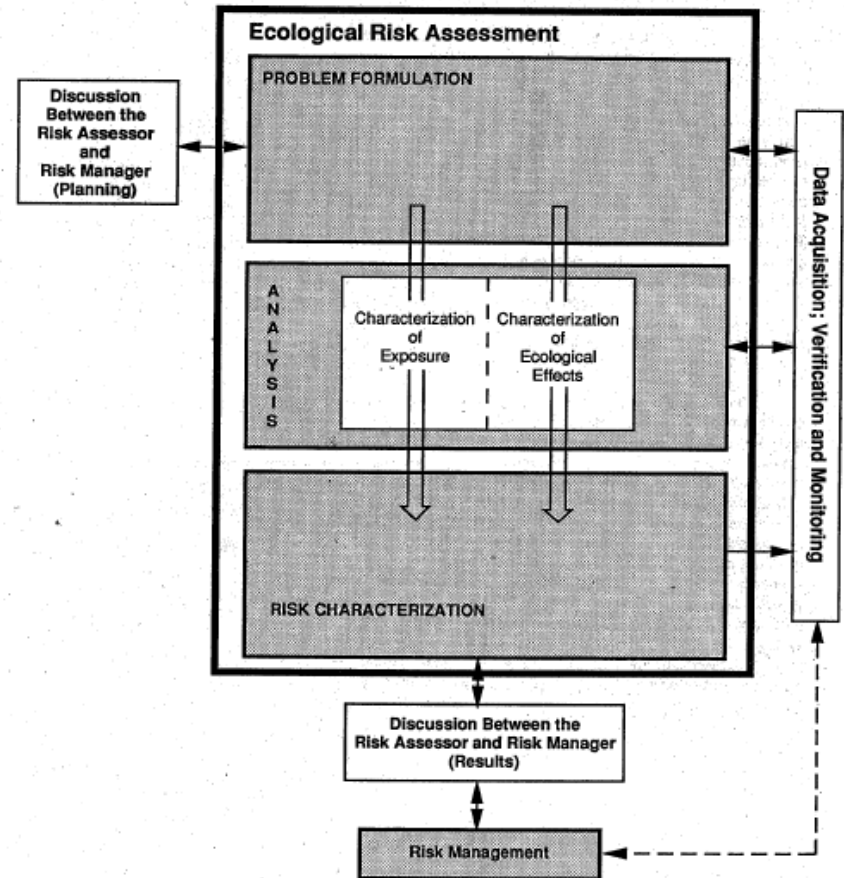 Ecological Risk Assessment
PROBLEM FORMULATION
Discussion
Between the
Risk Assessor
and
Risk Manager
(Planning)
Data Acquisition; Verification and Monitoring
ANALYSIS
Characterization
of
Exposure
Characterization
of
Ecological
Effects
RISK CHARACTERIZATION
Discussion Between the
Risk Assessor and Risk Manager
(Results)
Risk Management